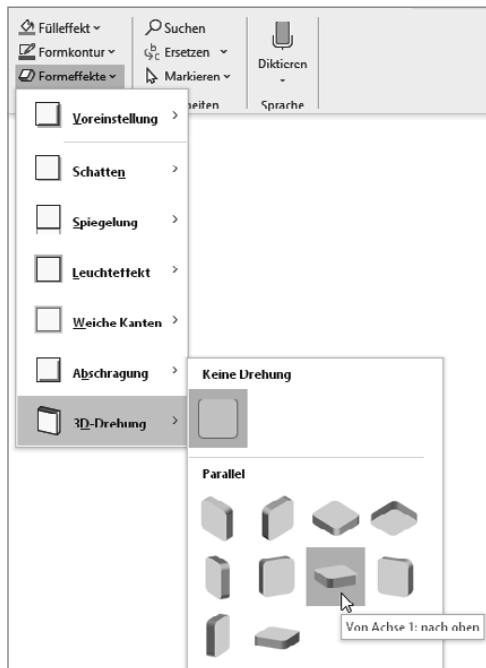 Fülleffekt
Formkontur
Formeffekte
Suchen
Ersetzen
Markieren
Diktieren
Sprache
Voreinstellung
Schatten
Spiegelung
Leuchteffekt
Weiche Kanten
Abschrägung
3D-Drehung
Keine Drehung
Parallel
Von Achse 1: nach oben